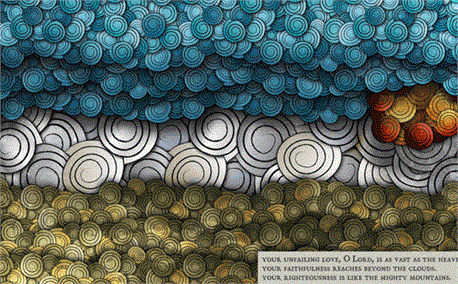 YOUR UNFAILING LOVE, O LORD, IS AS VAST AS THE HEAVE
YOUR FAITHFULNESS REACHES BEYOND THE CLOUDS.
YOUR RIGHTEOUSNESS IS LIKE THE MIGHTY MOUNTAINS,